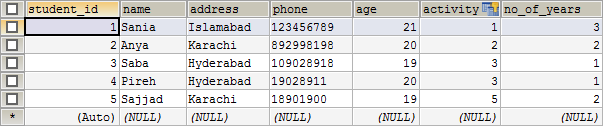 student_id name address phone age activity no_of_years
1 Sania Islamabad 123456789 21 1 3
2 Anya Karachi 892998198 20 2 2
3 Saba Hyderabad 109028918 19 3 1
4 Pireh Hyderabad 19028911 20 3 1
5 Sajjad Karachi 18901900 19 5 2
* (Auto) (NULL) (NULL) (NULL) (NULL) (NULL) (NULL)